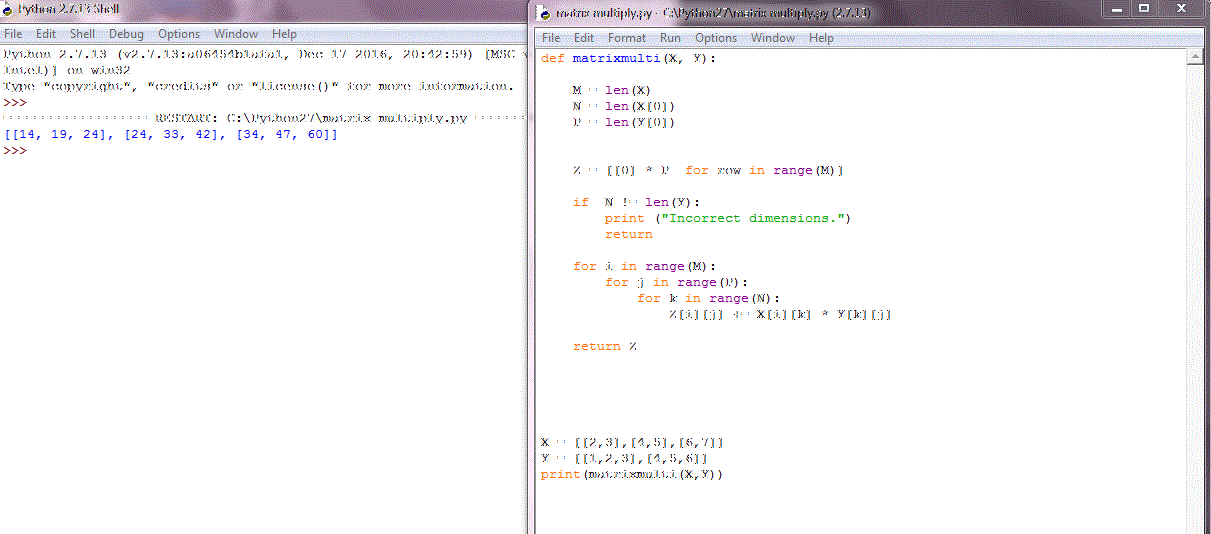 Python 2.7.13 Shell
File Edit Shell Debug Options Window Help
Python 2.7.13 (v2.7.13:a06454b1afa1, Dec 17 2016, 20:42:59) [MSC v
Intel)] on win32
Type "copyright", "credits" or "license()" for more information.
>>>
=================== RESTART: C:\Python27\matrix multiply.py =======
[[14, 19, 24], [24, 33, 42], [34, 47, 60]]
>>>
matrix multiply.py - C:\Python27\matrix multiply.py (2.7.13)
File Edit Format Run Options Window Help
def matrixmulti(X, Y):
    M = len(X)
    N = len(X[0])
    P = len(Y[0])
    Z = [[0] * P  for row in range(M)]
    if  N != len(Y):
        print ("Incorrect dimensions.")
        return
    for i in range(M):
        for j in range(P):
            for k in range(N):
                Z[i][j] += X[i][k] * Y[k][j]
    return Z
X = [[2,3],[4,5],[6,7]]
Y = [[1,2,3],[4,5,6]]
print(matrixmulti(X,Y))